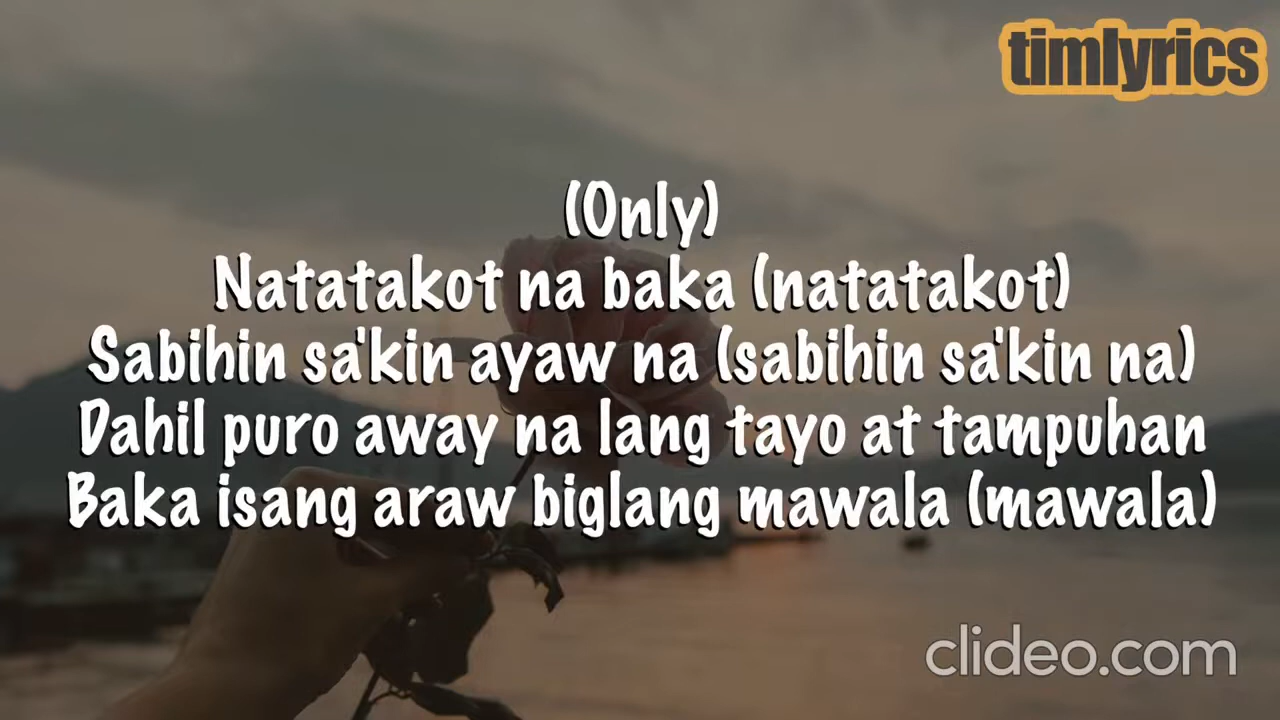 timlyrics
(Only)
Natatakot na baka (natatakot)
Sabihin sa'kin ayaw na (sabihin sa'kin na)
Dahil puro away na lang tayo at tampuhan
Baka isang araw biglang mawala (mawala)
clideo.com